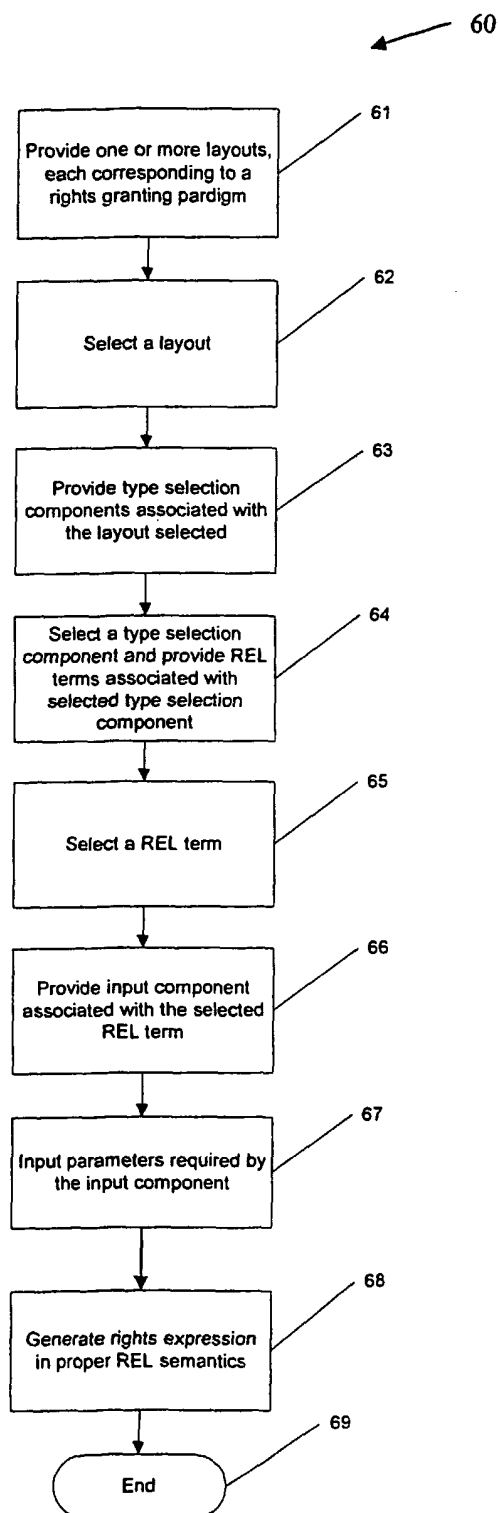 60
61
Provide one or more layouts,
each corresponding to a
rights granting pardigm
62
Select a layout
63
Provide type selection
components associated with
the layout selected
64
Select a type selection
component and provide REL
terms associated with
selected type selection
component
65
Select a REL term
66
Provide input component
associated with the selected
REL term
67
Input parameters required by
the input component
68
Generate rights expression
in proper REL semantics
69
End